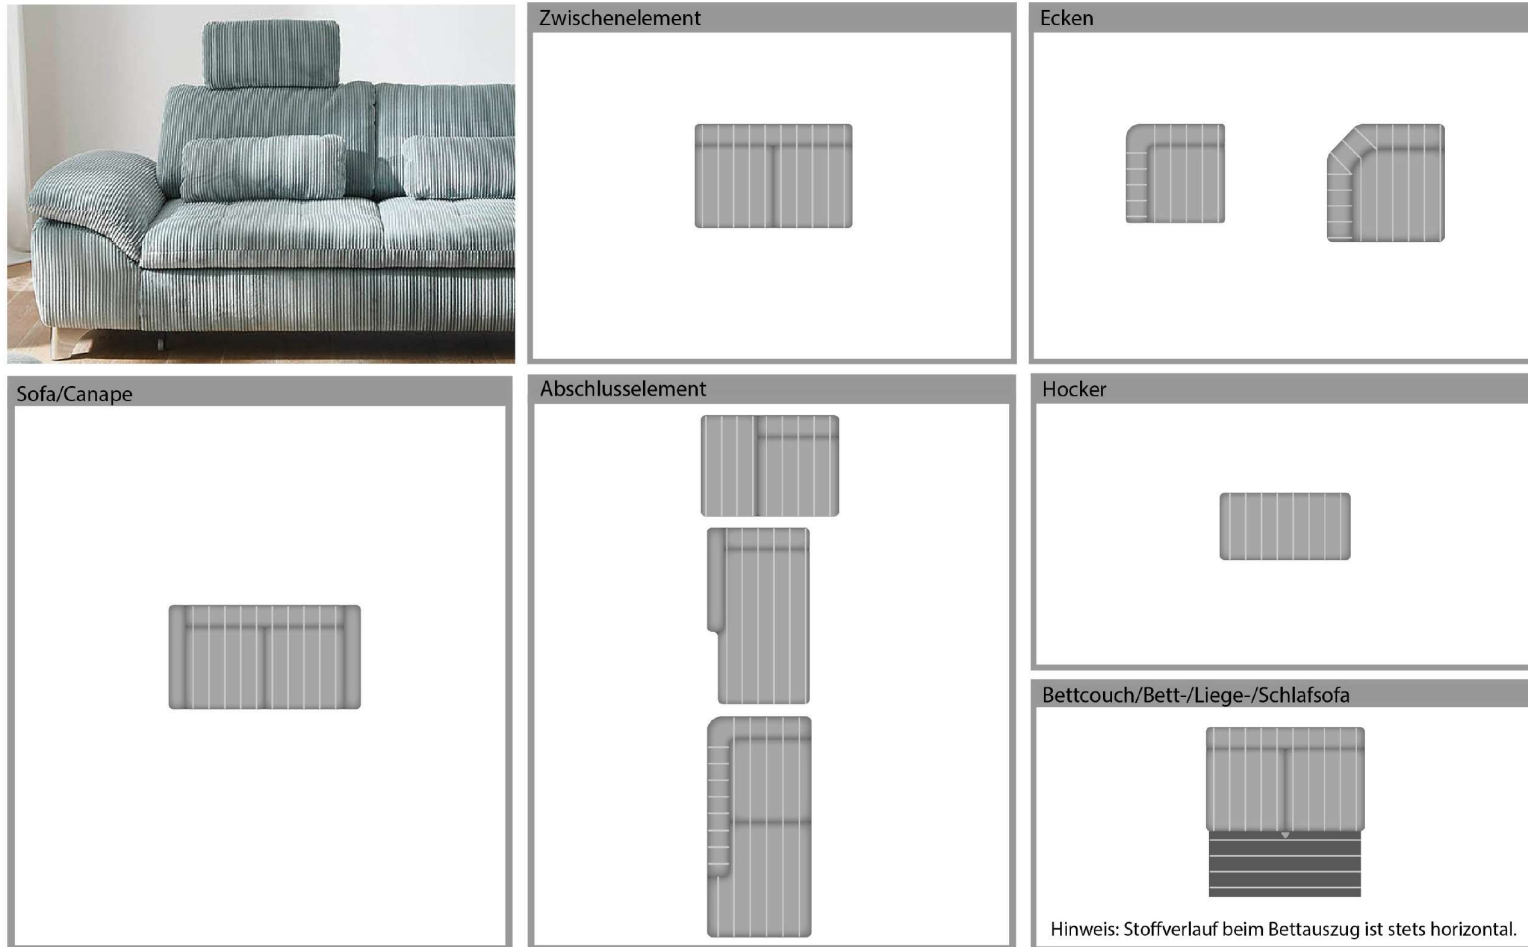 Zwischenelement
Ecken
Sofa/Canape
Abschlusselement
Hocker
Bettcouch/Bett-/Liege-/Schlafsofa
Hinweis: Stoffverlauf beim Bettauszug ist stets horizontal.